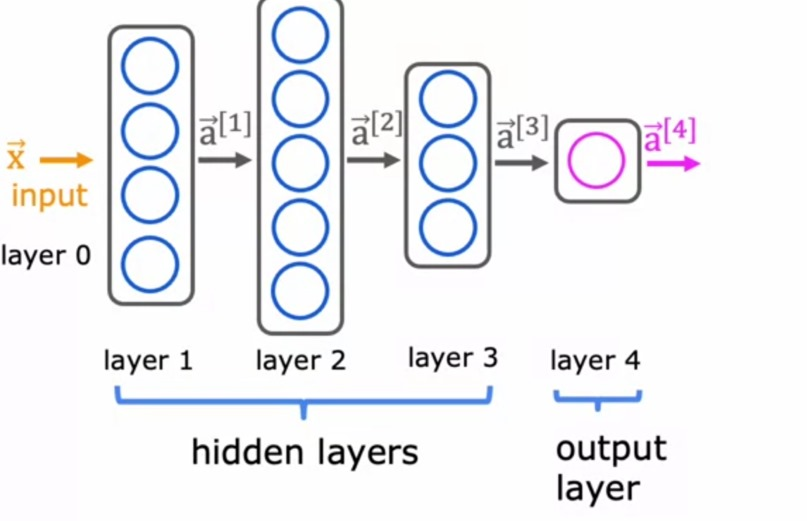 a⃗[1]
a⃗[2]
a⃗[3]
a⃗[4]
x⃗
input
layer 0
layer 1
layer 2
layer 3
layer 4
hidden layers
output
layer